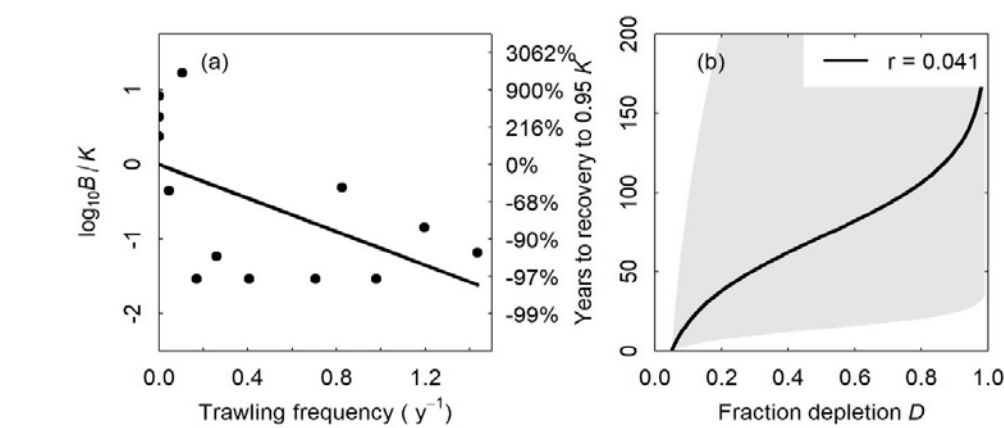 (a)
1
0
-1
-2
log10B / K
3062%
900%
216%
0%
-68%
-90%
-97%
-99%
0.0 0.4 0.8 1.2
Trawling frequency ( y⁻¹)
(b)
r = 0.041
200
150
100
50
0
Years to recovery to 0.95 K
0.0 0.2 0.4 0.6 0.8 1.0
Fraction depletion D